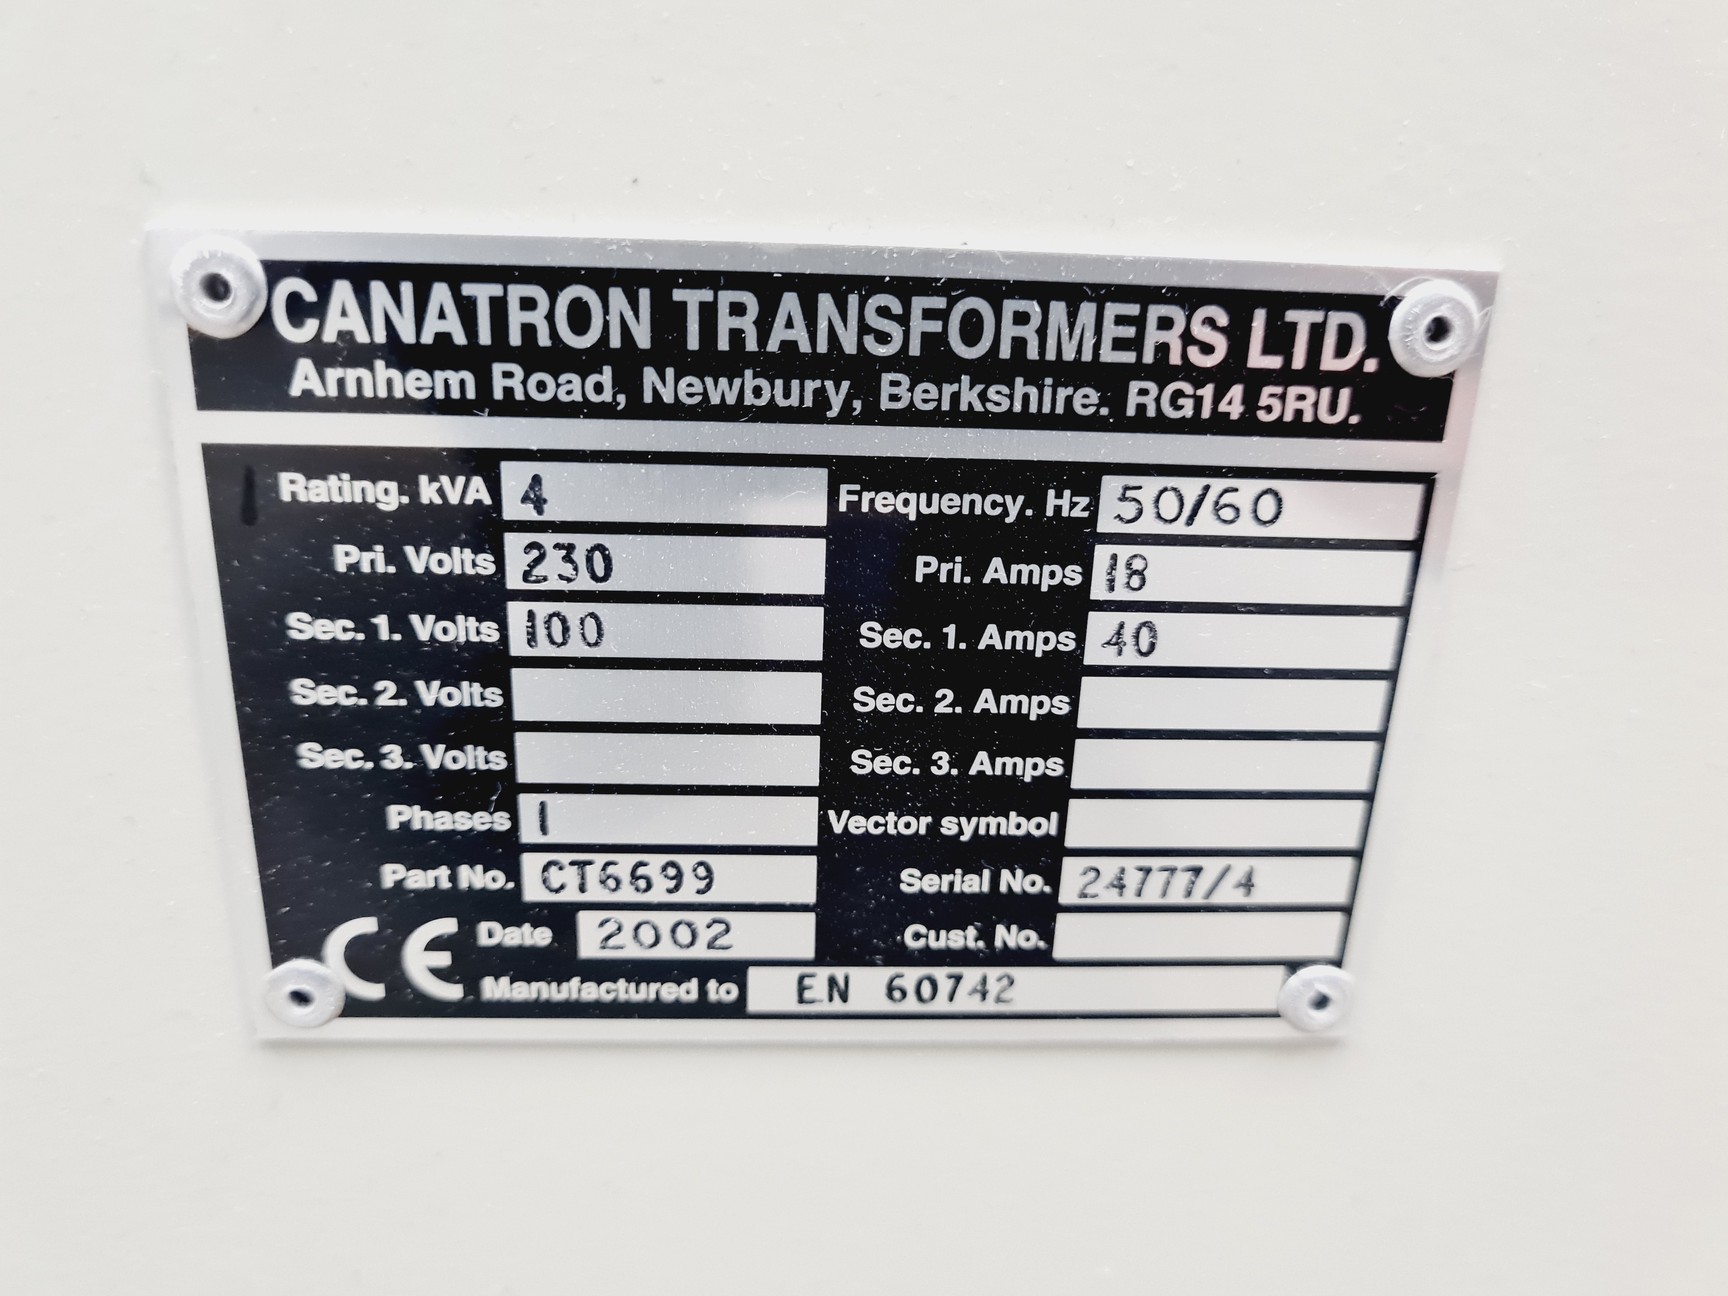 CANATRON TRANSFORMERS LTD.
Arnhem Road, Newbury, Berkshire. RG14 5RU.
Rating. kVA 4 Frequency. Hz 50/60
Pri. Volts 230 Pri. Amps 18
Sec. 1. Volts 100 Sec. 1. Amps 40
Sec. 2. Volts Sec. 2. Amps
Sec. 3. Volts Sec. 3. Amps
Phases 1 Vector symbol
Part No. CT6699 Serial No. 24777/4
CE Date 2002 Cust. No.
Manufactured to EN 60742